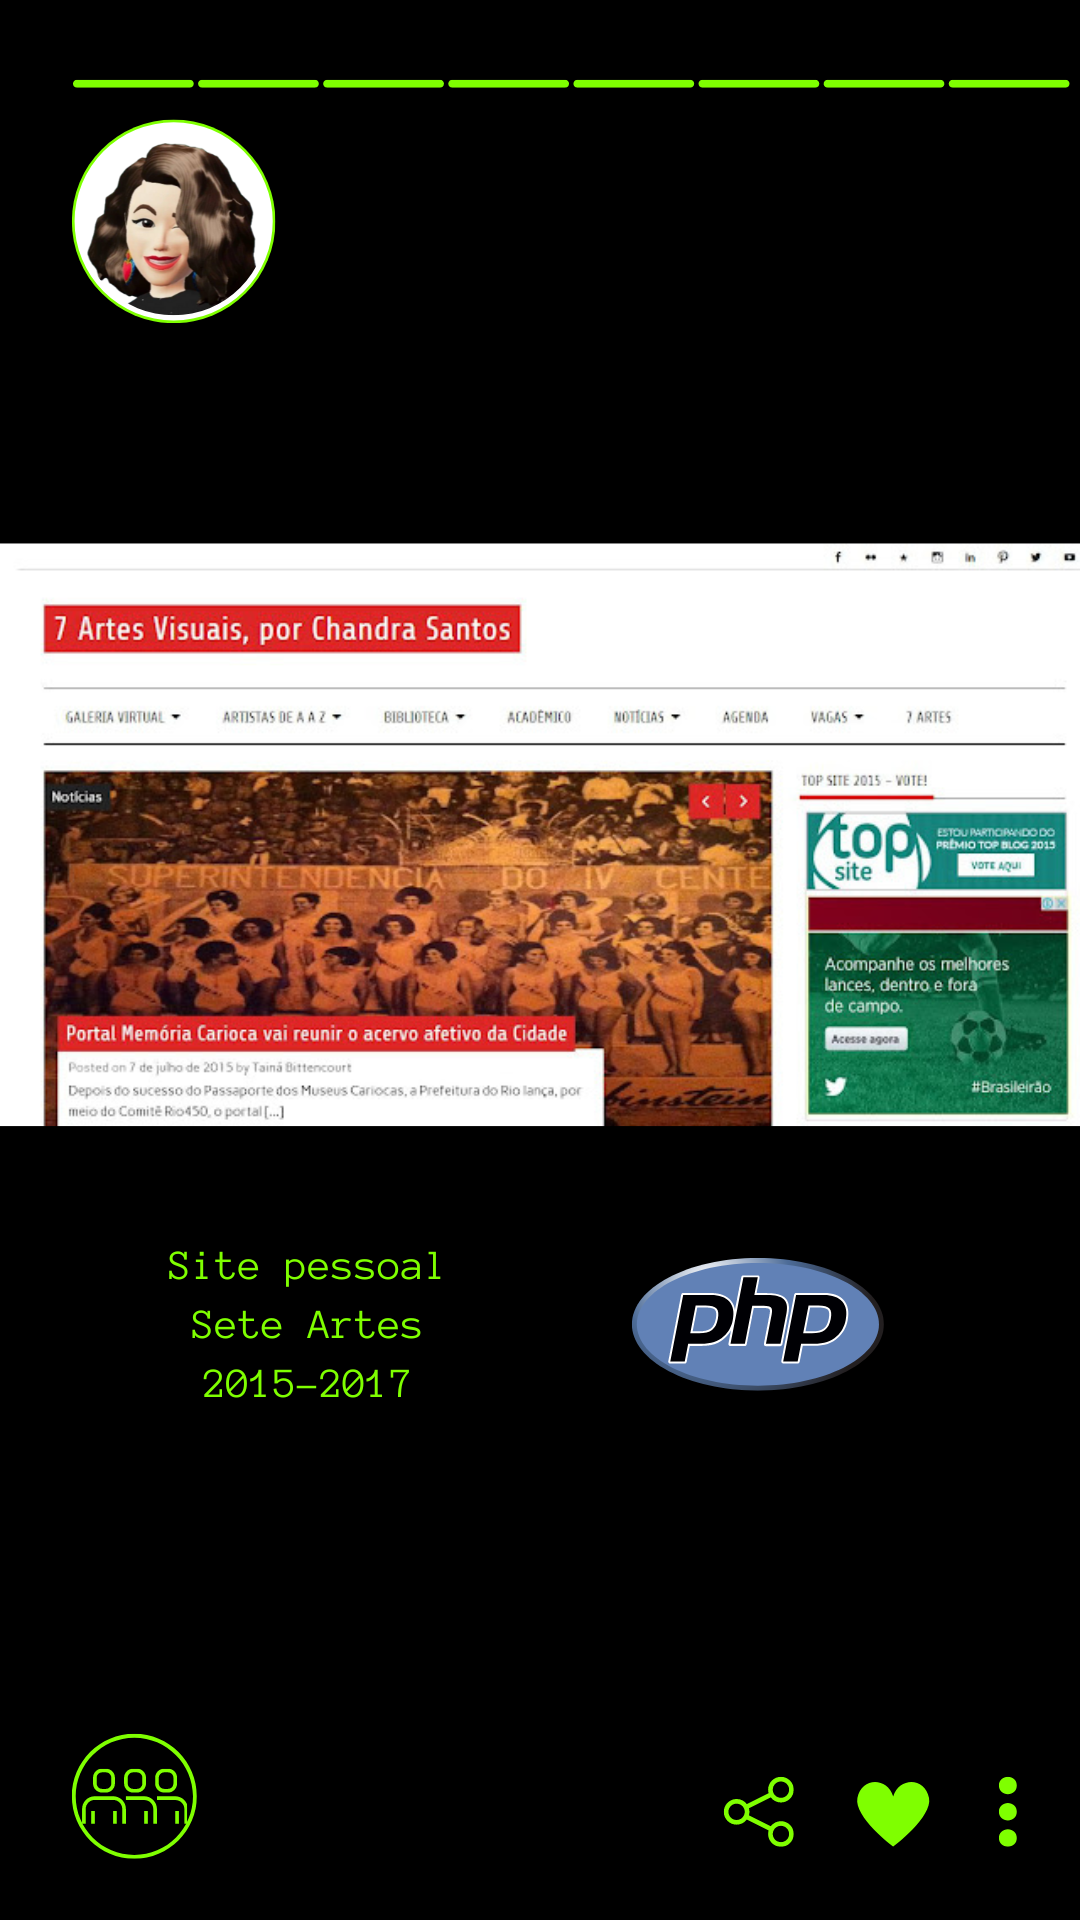 7 Artes Visuais, por Chandra Santos
GALERIA VIRTUAL ARTISTAS DE A A Z BIBLIOTECA ACADÊMICO NOTÍCIAS AGENDA VAGAS 7 ARTES
Notícias
SUPERINTENDENCIA DO IV CENTE
Portal Memória Carioca vai reunir o acervo afetivo da Cidade
Posted on 7 de julho de 2015 by Tainá Bittencourt
Depois do sucesso do Passaporte dos Museus Cariocas, a Prefeitura do Rio lança, por
meio do Comitê Rio450, o portal [...]
TOP SITE 2015 – VOTE!
top
site
ESTOU PARTICIPANDO DO
PRÊMIO TOP BLOG 2015
VOTE AQUI
Acompanhe os melhores
lances, dentro e fora
de campo.
Acesse agora
#Brasileirão
Site pessoal
Sete Artes
2015-2017
php